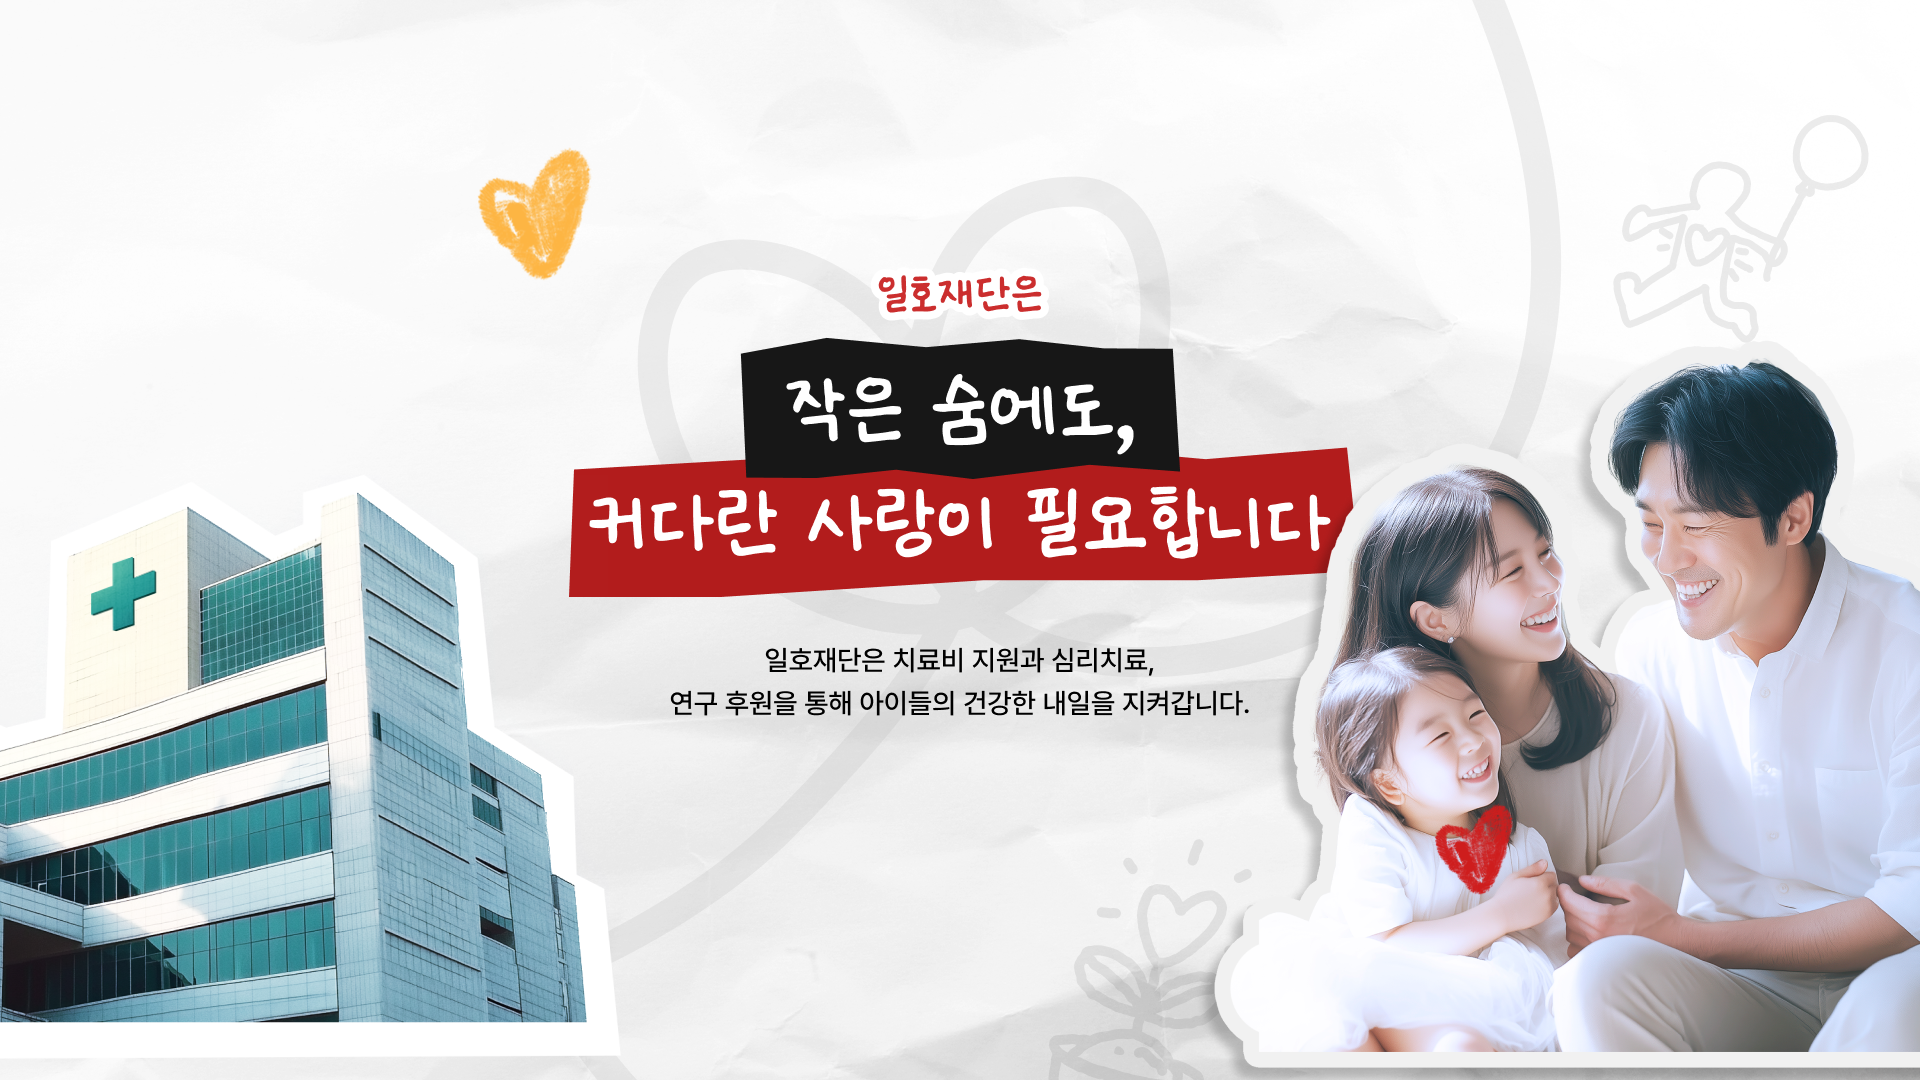 일호재단은
작은 숨에도,
커다란 사랑이 필요합니다
일호재단은 치료비 지원과 심리치료,
연구 후원을 통해 아이들의 건강한 내일을 지켜갑니다.